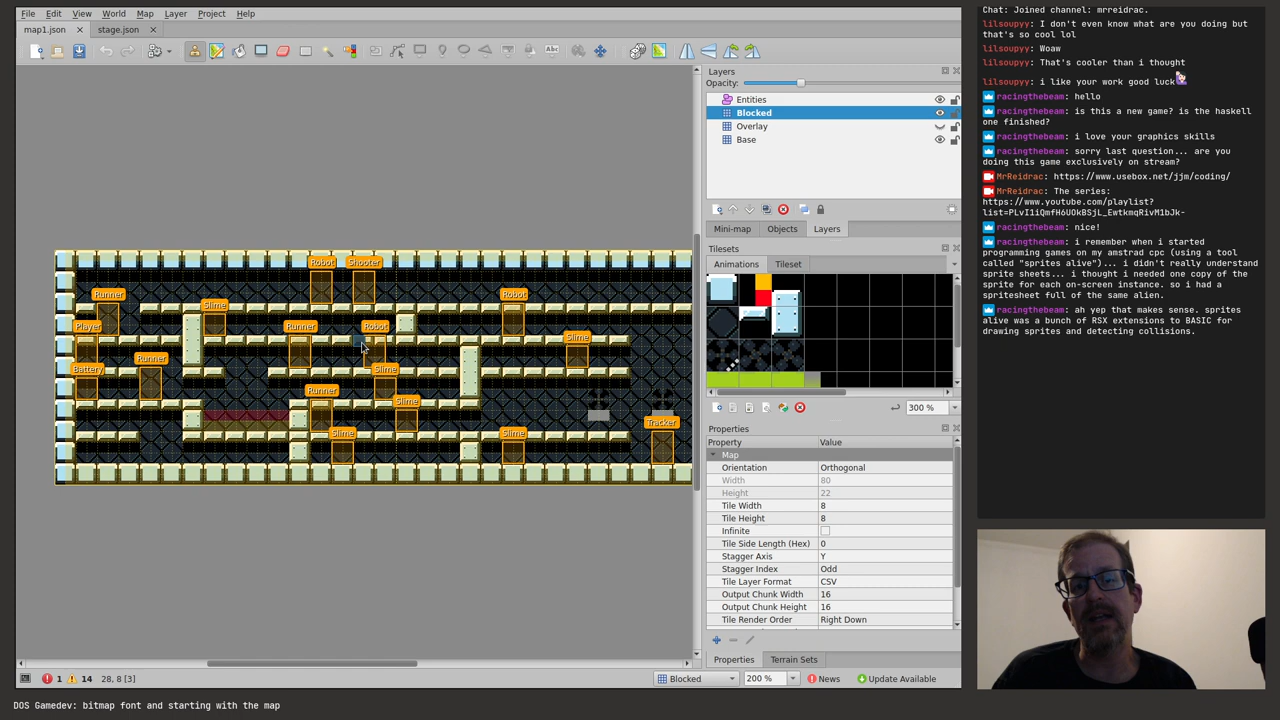 File Edit View World Map Layer Project Help
map1.json
stage.json
Layers
Opacity:
Entities
Blocked
Overlay
Base
Mini-map Objects Layers
Tilesets
Animations Tileset
300 %
Properties
Property Value
Map
Orientation Orthogonal
Width 80
Height 22
Tile Width 8
Tile Height 8
Infinite
Tile Side Length (Hex) 0
Stagger Axis Y
Stagger Index Odd
Tile Layer Format CSV
Output Chunk Width 16
Output Chunk Height 16
Tile Render Order Right Down
Properties Terrain Sets
Robot Shooter
Runner Robot
Slime
Player Runner Robot
Slime
Runner
Battery Slime
Runner
Slime
Tracker
Slime Slime
1 14 28, 8 [3]
Blocked 200 % News Update Available
Chat: Joined channel: mrreidrac.
lilsoupyy: I don't even know what are you doing but
that's so cool lol
lilsoupyy: Woaw
lilsoupyy: That's cooler than i thought
lilsoupyy: i like your work good luck
racingthebeam: hello
racingthebeam: is this a new game? is the haskell
one finished?
racingthebeam: i love your graphics skills
racingthebeam: sorry last question... are you
doing this game exclusively on stream?
MrReidrac: https://www.usebox.net/jjm/coding/
MrReidrac: The series:
https://www.youtube.com/playlist?
list=PLvI1iQmfH6UOkBSjL_EwtkmqRivM1bJk-
racingthebeam: nice!
racingthebeam: i remember when i started
programming games on my amstrad cpc (using a tool
called "sprites alive")... i didn't really understand
sprite sheets... i thought i needed one copy of the
sprite for each on-screen instance. so i had a
spritesheet full of the same alien.
racingthebeam: ah yep that makes sense. sprites
alive was a bunch of RSX extensions to BASIC for
drawing sprites and detecting collisions.
DOS Gamedev: bitmap font and starting with the map